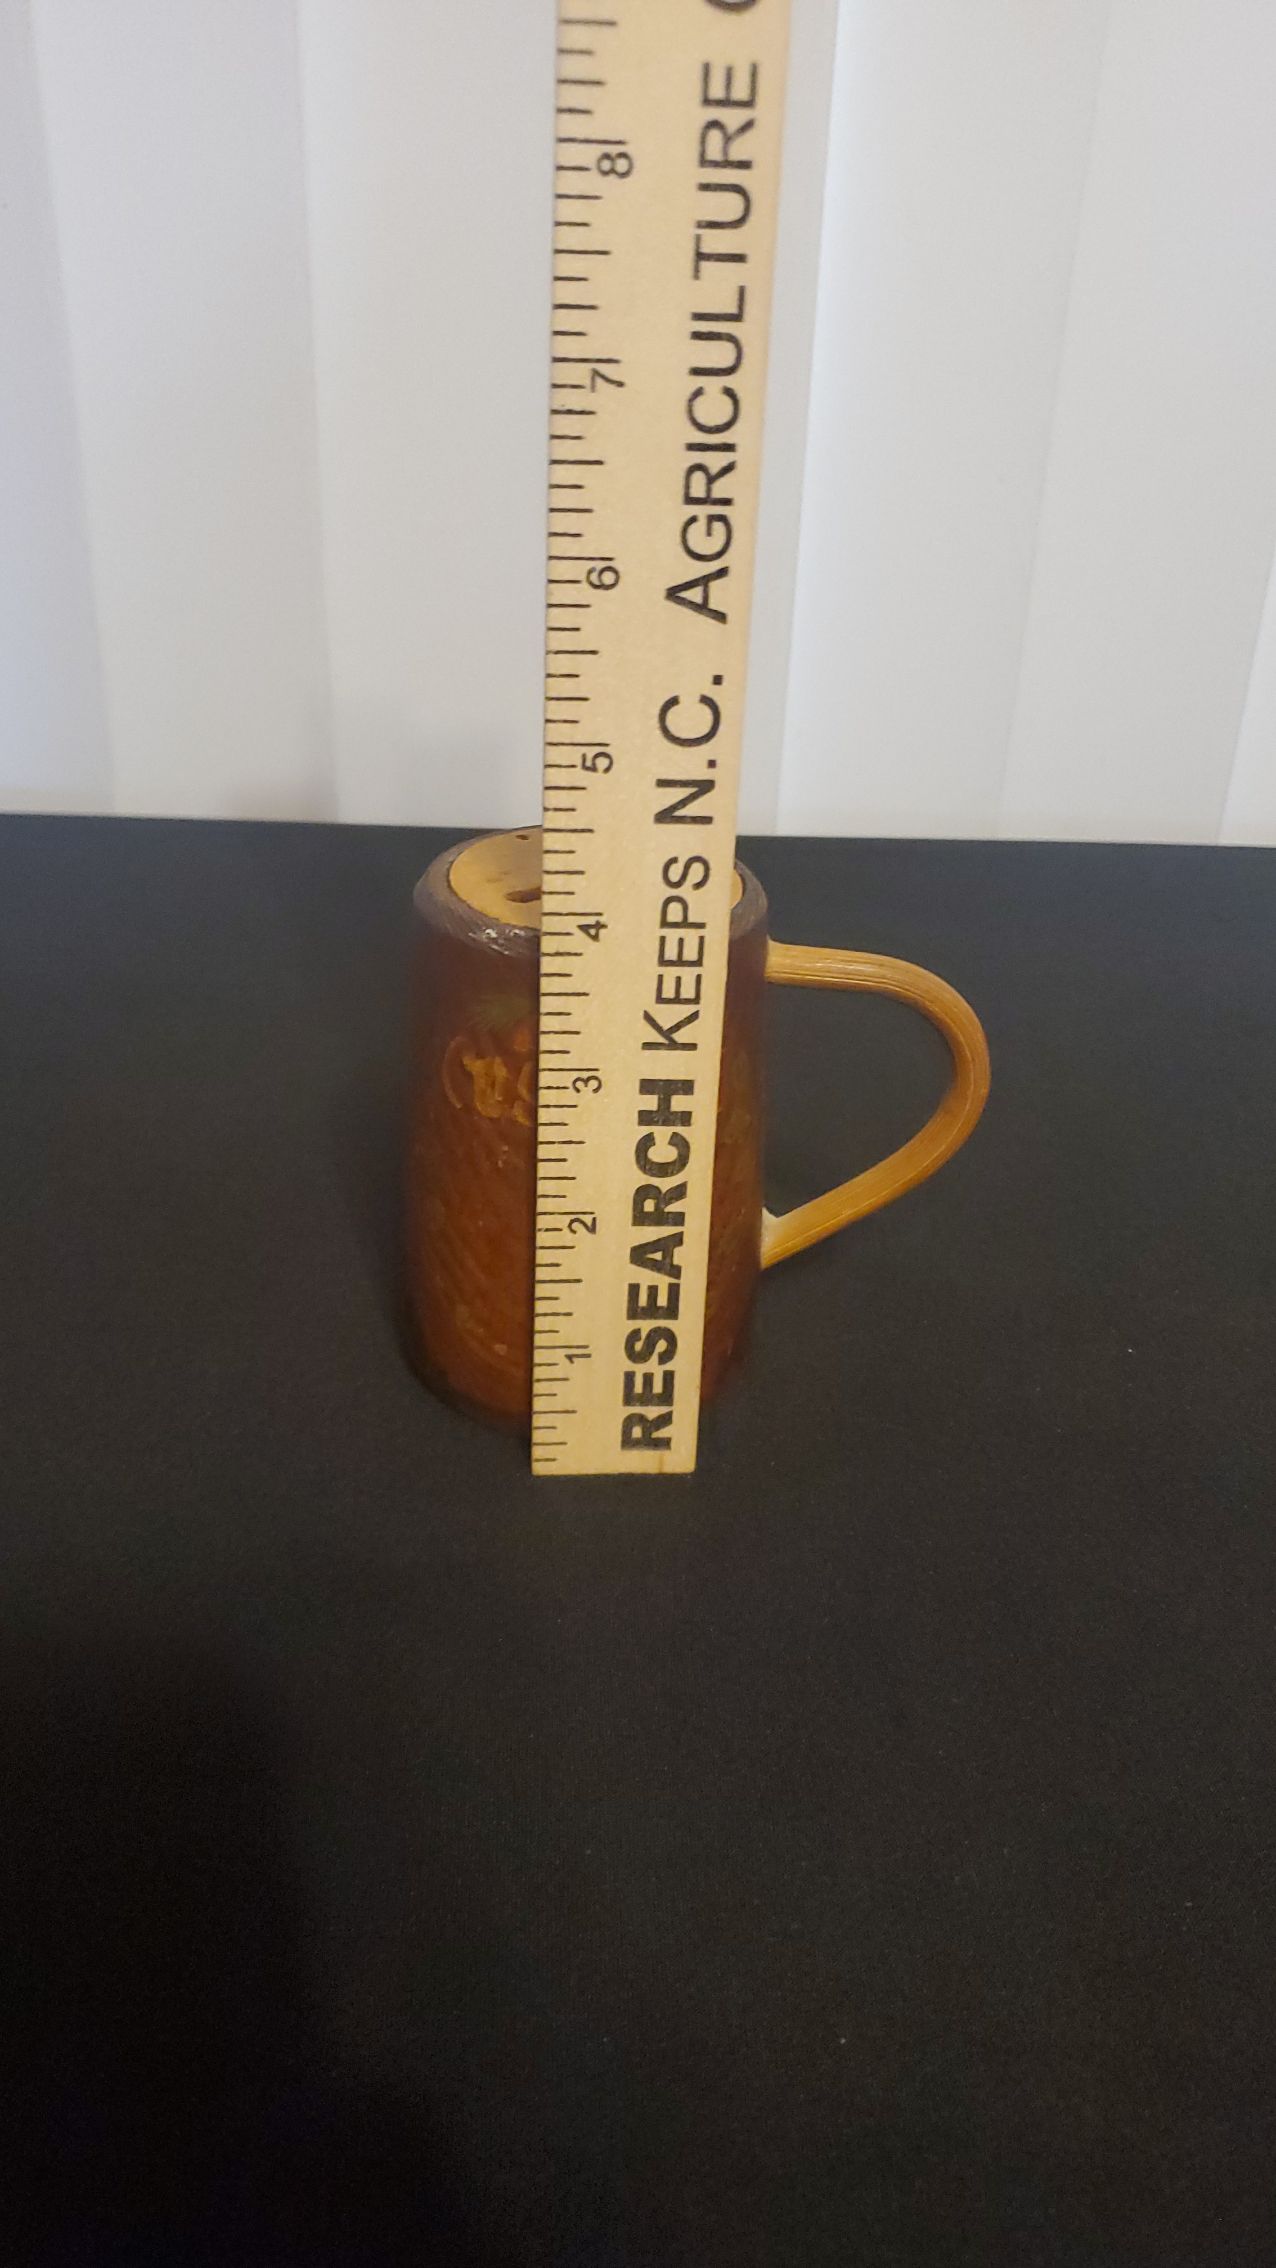 RESEARCH KEEPS N.C. AGRICULTURE
1 2 3 4 5 6 7 8